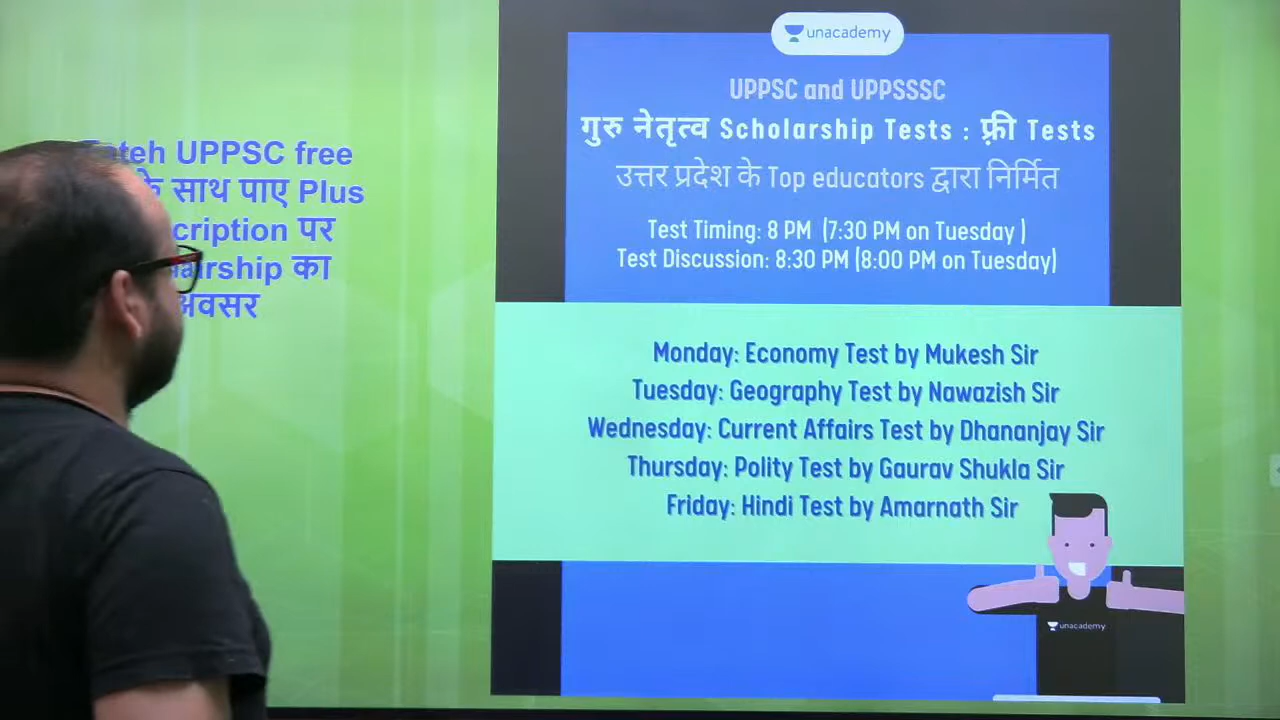 UPPSC free
के साथ पाए Plus
पर
का
अवसर
unacademy
UPPSC and UPPSSSC
गुरु नेतृत्व Scholarship Tests : फ़्री Tests
उत्तर प्रदेश के Top educators द्वारा निर्मित
Test Timing: 8 PM (7:30 PM on Tuesday )
Test Discussion: 8:30 PM (8:00 PM on Tuesday)
Monday: Economy Test by Mukesh Sir
Tuesday: Geography Test by Nawazish Sir
Wednesday: Current Affairs Test by Dhananjay Sir
Thursday: Polity Test by Gaurav Shukla Sir
Friday: Hindi Test by Amarnath Sir
unacademy